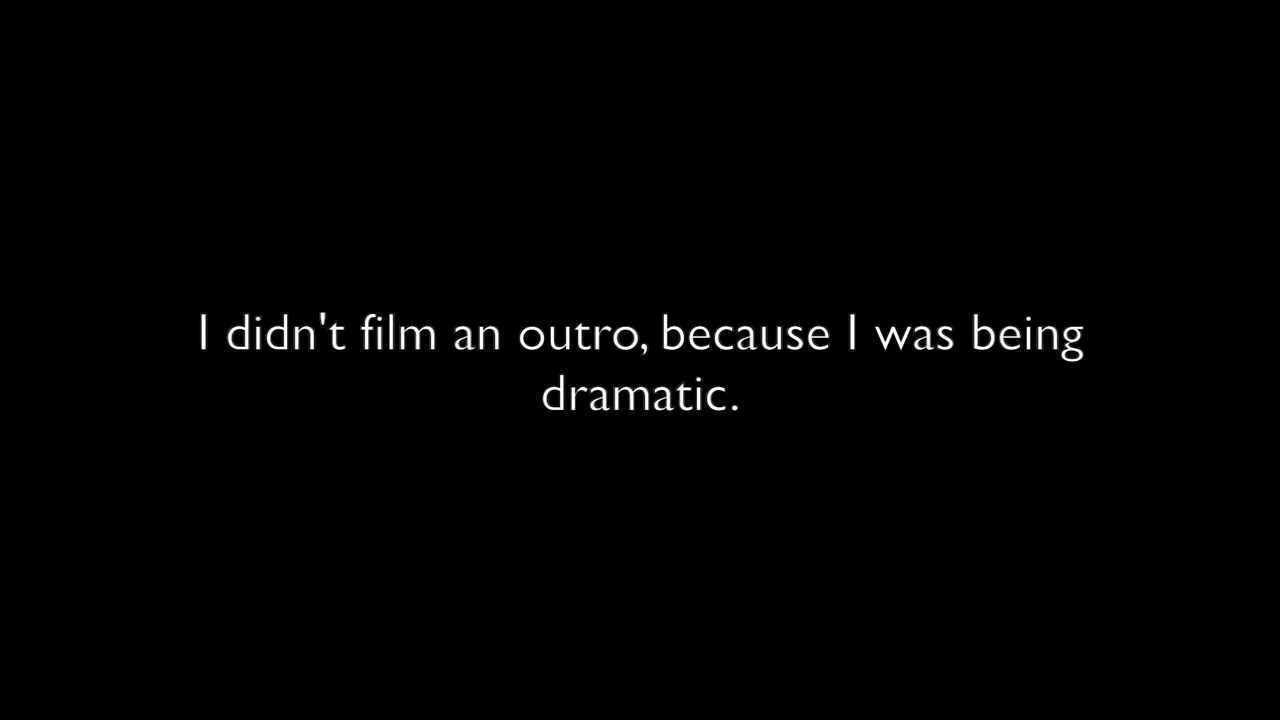 I didn't film an outro, because I was being
dramatic.